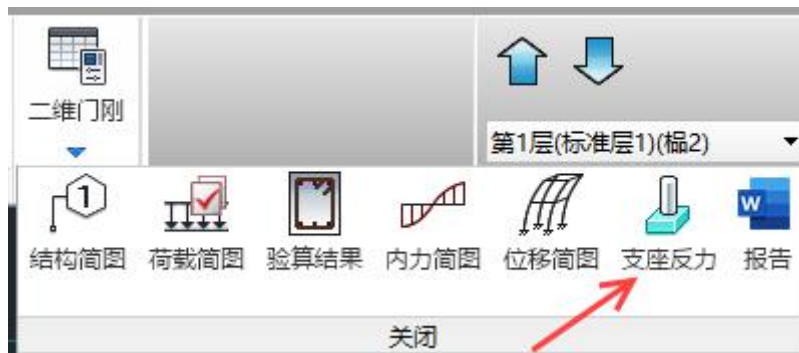 二维门刚
第1层(标准层1)(榀2)
1
结构简图 荷载简图 验算结果 内力简图 位移简图 支座反力 W 报告
关闭